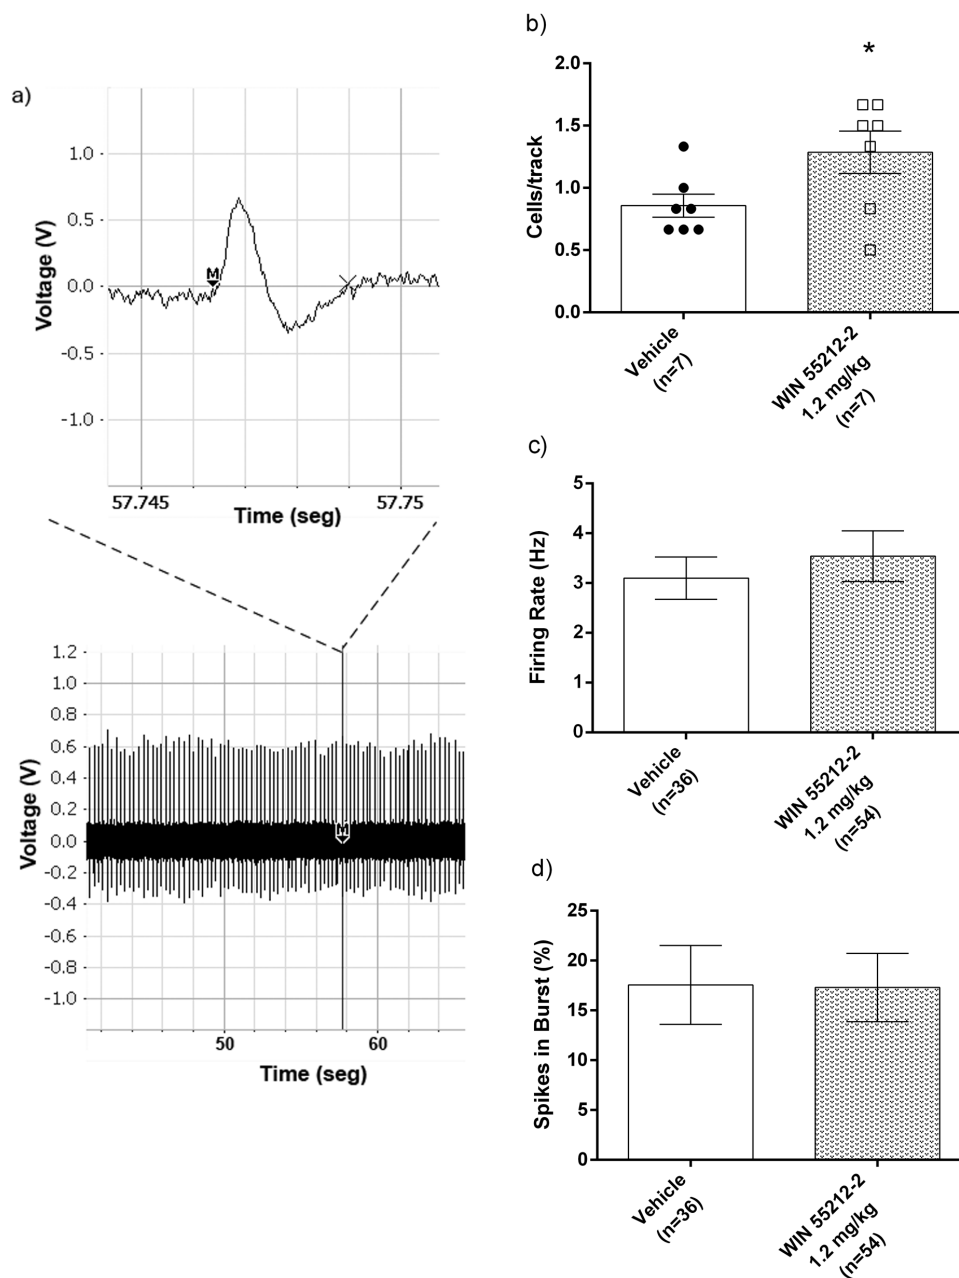 a)
1.0
0.5
0.0
-0.5
-1.0
Voltage (V)
M
57.745
57.75
Time (seg)
1.2
1.0
0.8
0.6
0.4
0.2
0.0
-0.2
-0.4
-0.6
-0.8
-1.0
Voltage (V)
M
50
60
Time (seg)
b)
*
2.0
1.5
1.0
0.5
0.0
Cells/track
Vehicle
(n=7)
WIN 55212-2
1.2 mg/kg
(n=7)
c)
5
4
3
2
1
0
Firing Rate (Hz)
Vehicle
(n=36)
WIN 55212-2
1.2 mg/kg
(n=54)
d)
25
20
15
10
5
0
Spikes in Burst (%)
Vehicle
(n=36)
WIN 55212-2
1.2 mg/kg
(n=54)